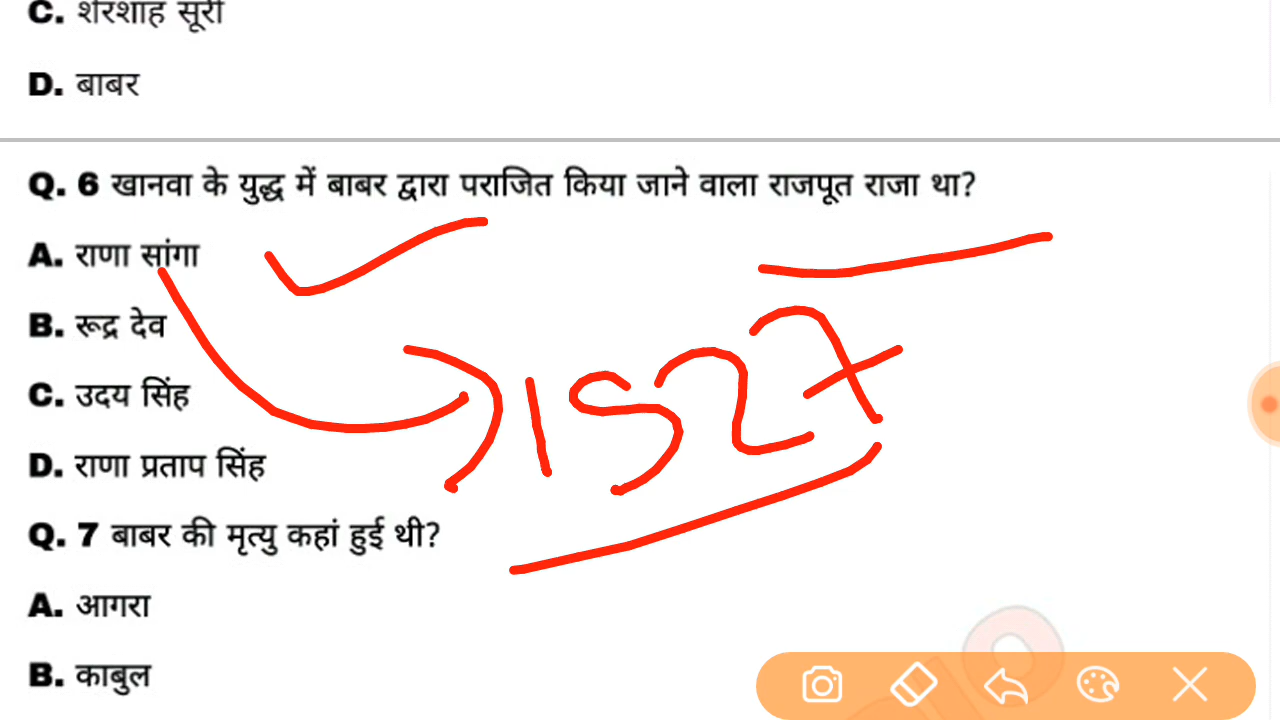 C. शेरशाह सूरी
D. बाबर
Q. 6 खानवा के युद्ध में बाबर द्वारा पराजित किया जाने वाला राजपूत राजा था?
A. राणा सांगा
B. रूद्र देव
1527
C. उदय सिंह
D. राणा प्रताप सिंह
Q. 7 बाबर की मृत्यु कहां हुई थी?
A. आगरा
B. काबुल